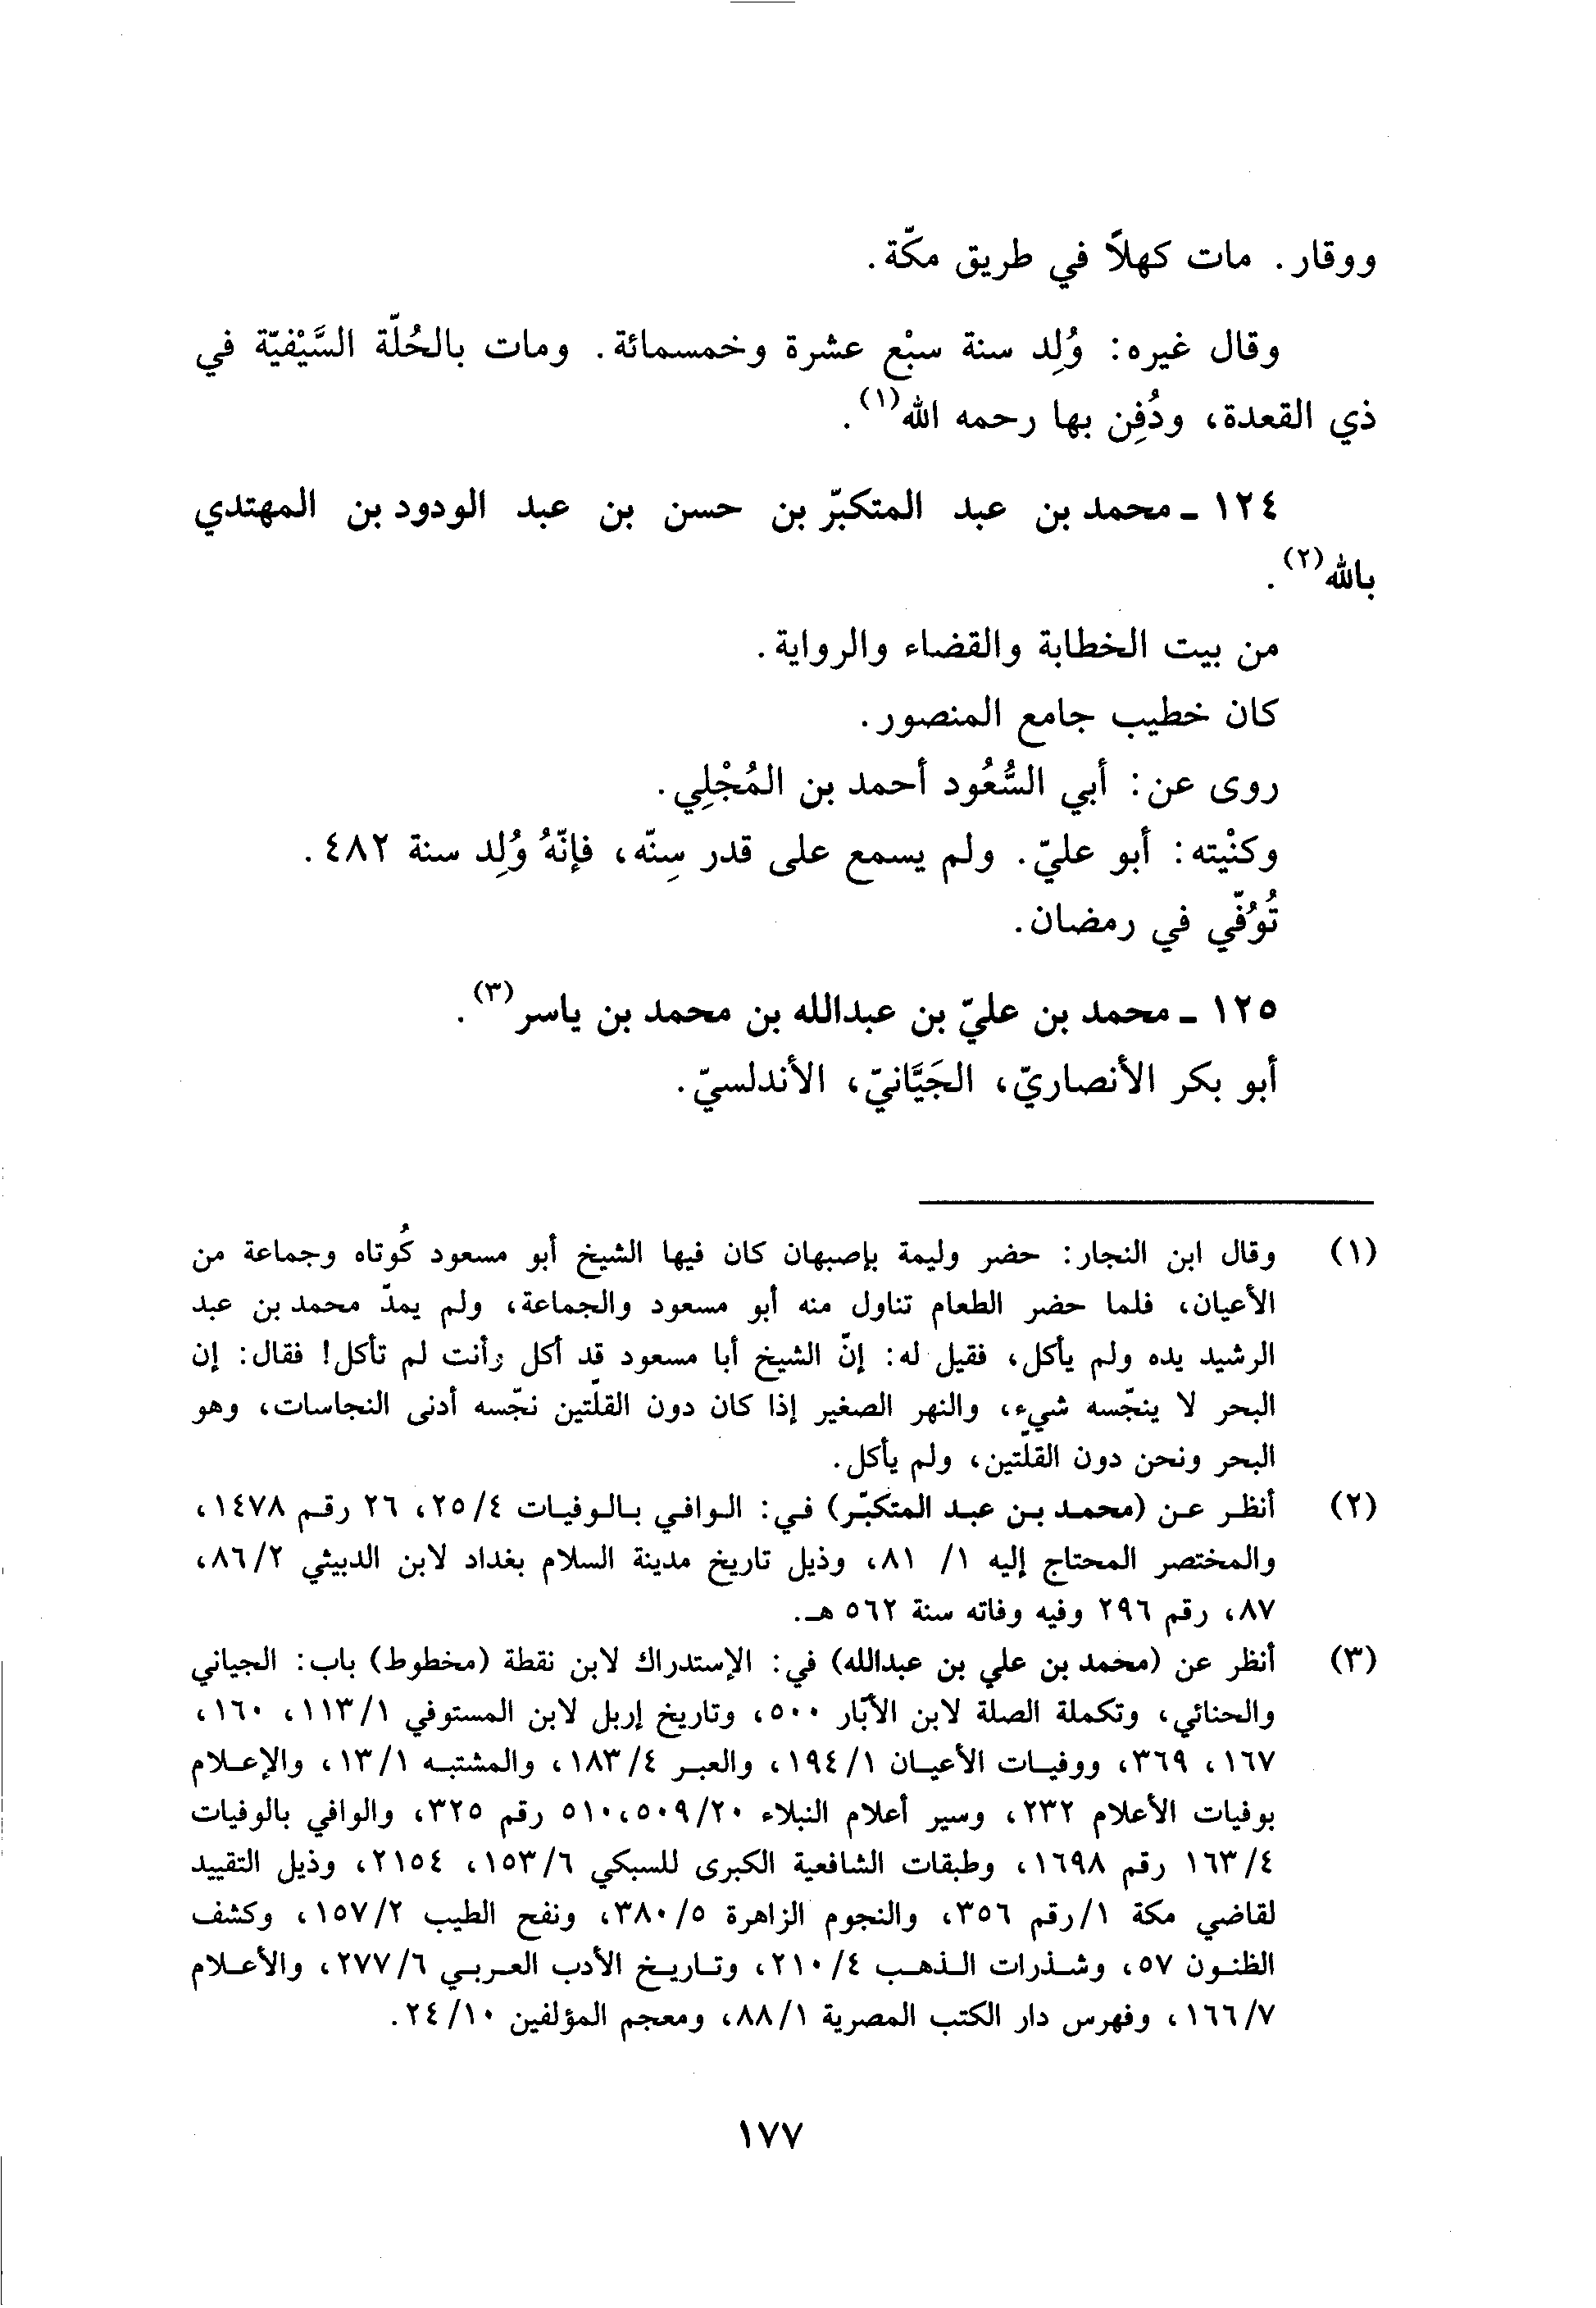 ووقار. مات كهلاً في طريق مكّة.
وقال غيره: وُلِد سنة سبْع عشرة وخمسمائة. ومات بالحُلّة السَّيْفيّة في
ذي القعدة، ودُفِن بها رحمه الله(١).
١٢٤ - محمد بن عبد المتكبّر بن حسن بن عبد الودود بن المهتدي
بالله(٢).
من بيت الخطابة والقضاء والرواية.
كان خطيب جامع المنصور.
روى عن: أبي السُّعُود أحمد بن المُجْلِي.
وكنْيته: أبو عليّ. ولم يسمع على قدر سِنّه، فإنّهُ وُلِد سنة ٤٨٢.
تُوُفّي في رمضان.
١٢٥ - محمد بن عليّ بن عبدالله بن محمد بن ياسر(٣).
أبو بكر الأنصاريّ، الجَيَّانيّ، الأندلسيّ.
(١) وقال ابن النجار: حضر وليمة بإصبهان كان فيها الشيخ أبو مسعود كُوتاه وجماعة من
الأعيان، فلما حضر الطعام تناول منه أبو مسعود والجماعة، ولم يمدّ محمد بن عبد
الرشيد يده ولم يأكل، فقيل له: إنّ الشيخ أبا مسعود قد أكل وأنت لم تأكل! فقال: إن
البحر لا ينجّسه شيء، والنهر الصغير إذا كان دون القلّتين نجّسه أدنى النجاسات، وهو
البحر ونحن دون القلّتين، ولم يأكل.
(٢) أنظر عن (محمد بن عبد المتكبّر) في: الوافي بالوفيات ٢٥/٤، ٢٦ رقم ١٤٧٨،
والمختصر المحتاج إليه ١/ ٨١، وذيل تاريخ مدينة السلام بغداد لابن الدبيثي ٨٦/٢،
٨٧، رقم ٢٩٦ وفيه وفاته سنة ٥٦٢ هـ.
(٣) أنظر عن (محمد بن علي بن عبدالله) في: الإستدراك لابن نقطة (مخطوط) باب: الجياني
والحنائي، وتكملة الصلة لابن الأبّار ٥٠٠، وتاريخ إربل لابن المستوفي ١١٣/١، ١٦٠،
١٦٧، ٣٦٩، ووفيات الأعيان ١٩٤/١، والعبر ١٨٣/٤، والمشتبه ١٣/١، والإعلام
بوفيات الأعلام ٢٣٢، وسير أعلام النبلاء ٥٠٩/٢٠، ٥١٠ رقم ٣٢٥، والوافي بالوفيات
١٦٣/٤ رقم ١٦٩٨، وطبقات الشافعية الكبرى للسبكي ١٥٣/٦، ٢١٥٤، وذيل التقييد
لقاضي مكة ١/رقم ٣٥٦، والنجوم الزاهرة ٣٨٠/٥، ونفح الطيب ١٥٧/٢، وكشف
الظنون ٥٧، وشذرات الذهب ٢١٠/٤، وتاريخ الأدب العربي ٢٧٧/٦، والأعلام
١٦٦/٧، وفهرس دار الكتب المصرية ٨٨/١، ومعجم المؤلفين ٢٤/١٠.
١٧٧